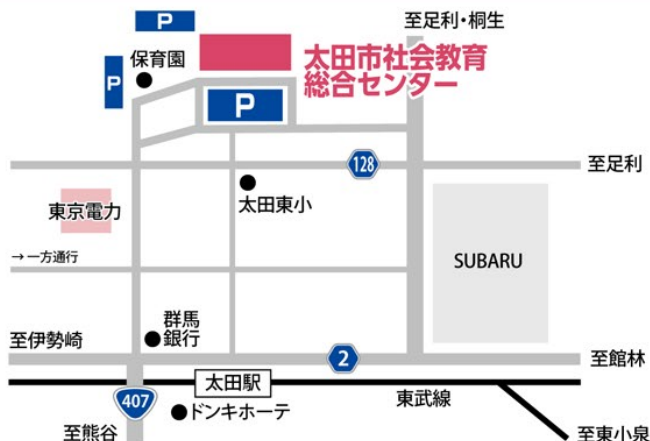 P
至足利・桐生
保育園
太田市社会教育
総合センター
P
P
128
至足利
太田東小
東京電力
→一方通行
SUBARU
群馬
銀行
至伊勢崎
2
至館林
太田駅
東武線
407
ドンキホーテ
至熊谷
至東小泉